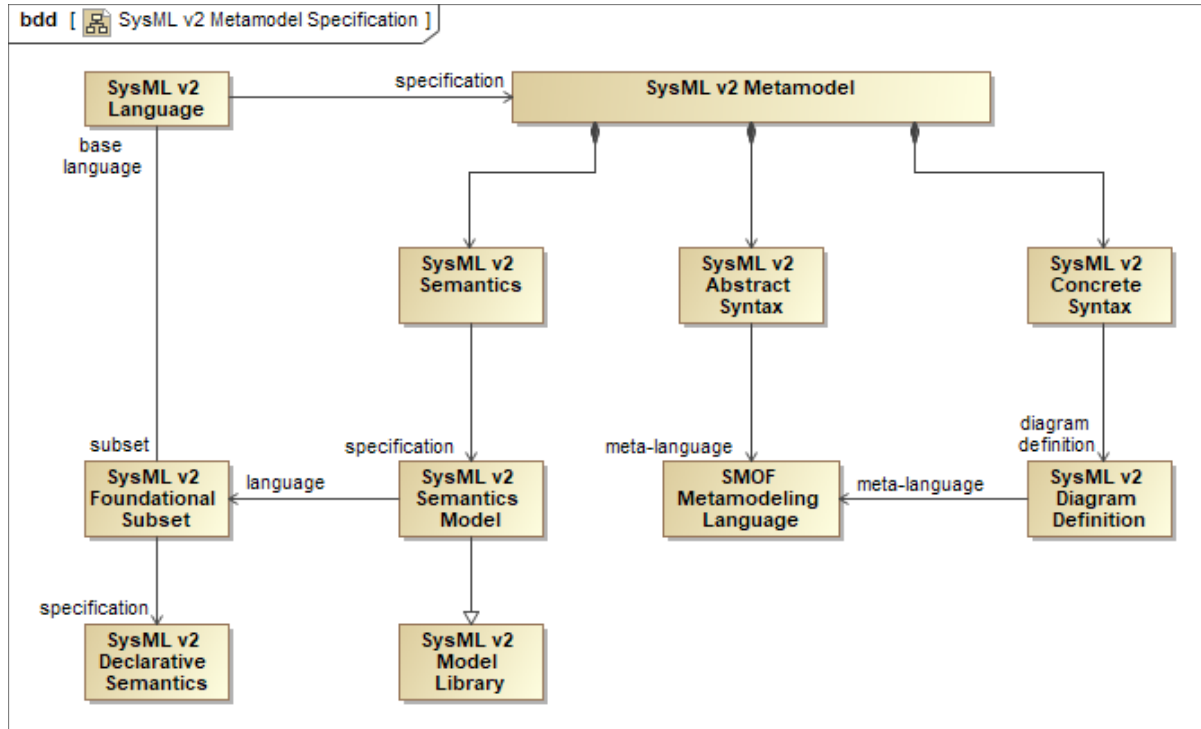 bdd [ SysML v2 Metamodel Specification ]
SysML v2
Language
specification
SysML v2 Metamodel
base
language
SysML v2
Semantics
SysML v2
Abstract
Syntax
SysML v2
Concrete
Syntax
subset
specification
meta-language
diagram
definition
SysML v2
Foundational
Subset
language
SysML v2
Semantics
Model
SMOF
Metamodeling
Language
meta-language
SysML v2
Diagram
Definition
specification
SysML v2
Declarative
Semantics
SysML v2
Model
Library